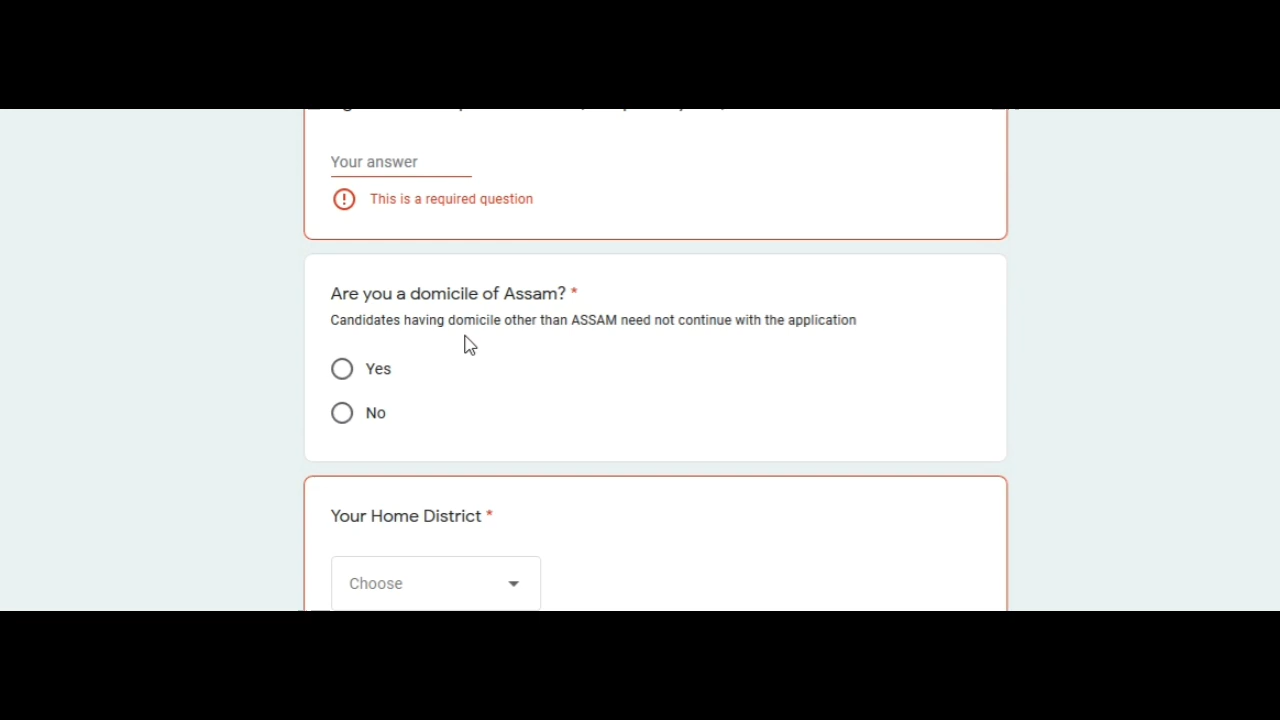 Your answer
This is a required question
Are you a domicile of Assam? *
Candidates having domicile other than ASSAM need not continue with the application
Yes
No
Your Home District *
Choose